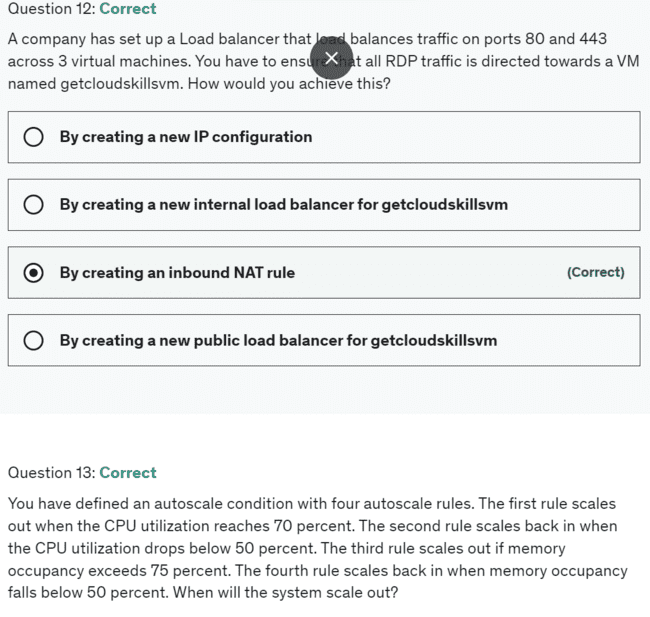 Question 12: Correct
A company has set up a Load balancer that load balances traffic on ports 80 and 443
across 3 virtual machines. You have to ensure that all RDP traffic is directed towards a VM
named getcloudskillsvm. How would you achieve this?
By creating a new IP configuration
By creating a new internal load balancer for getcloudskillsvm
By creating an inbound NAT rule (Correct)
By creating a new public load balancer for getcloudskillsvm
Question 13: Correct
You have defined an autoscale condition with four autoscale rules. The first rule scales
out when the CPU utilization reaches 70 percent. The second rule scales back in when
the CPU utilization drops below 50 percent. The third rule scales out if memory
occupancy exceeds 75 percent. The fourth rule scales back in when memory occupancy
falls below 50 percent. When will the system scale out?